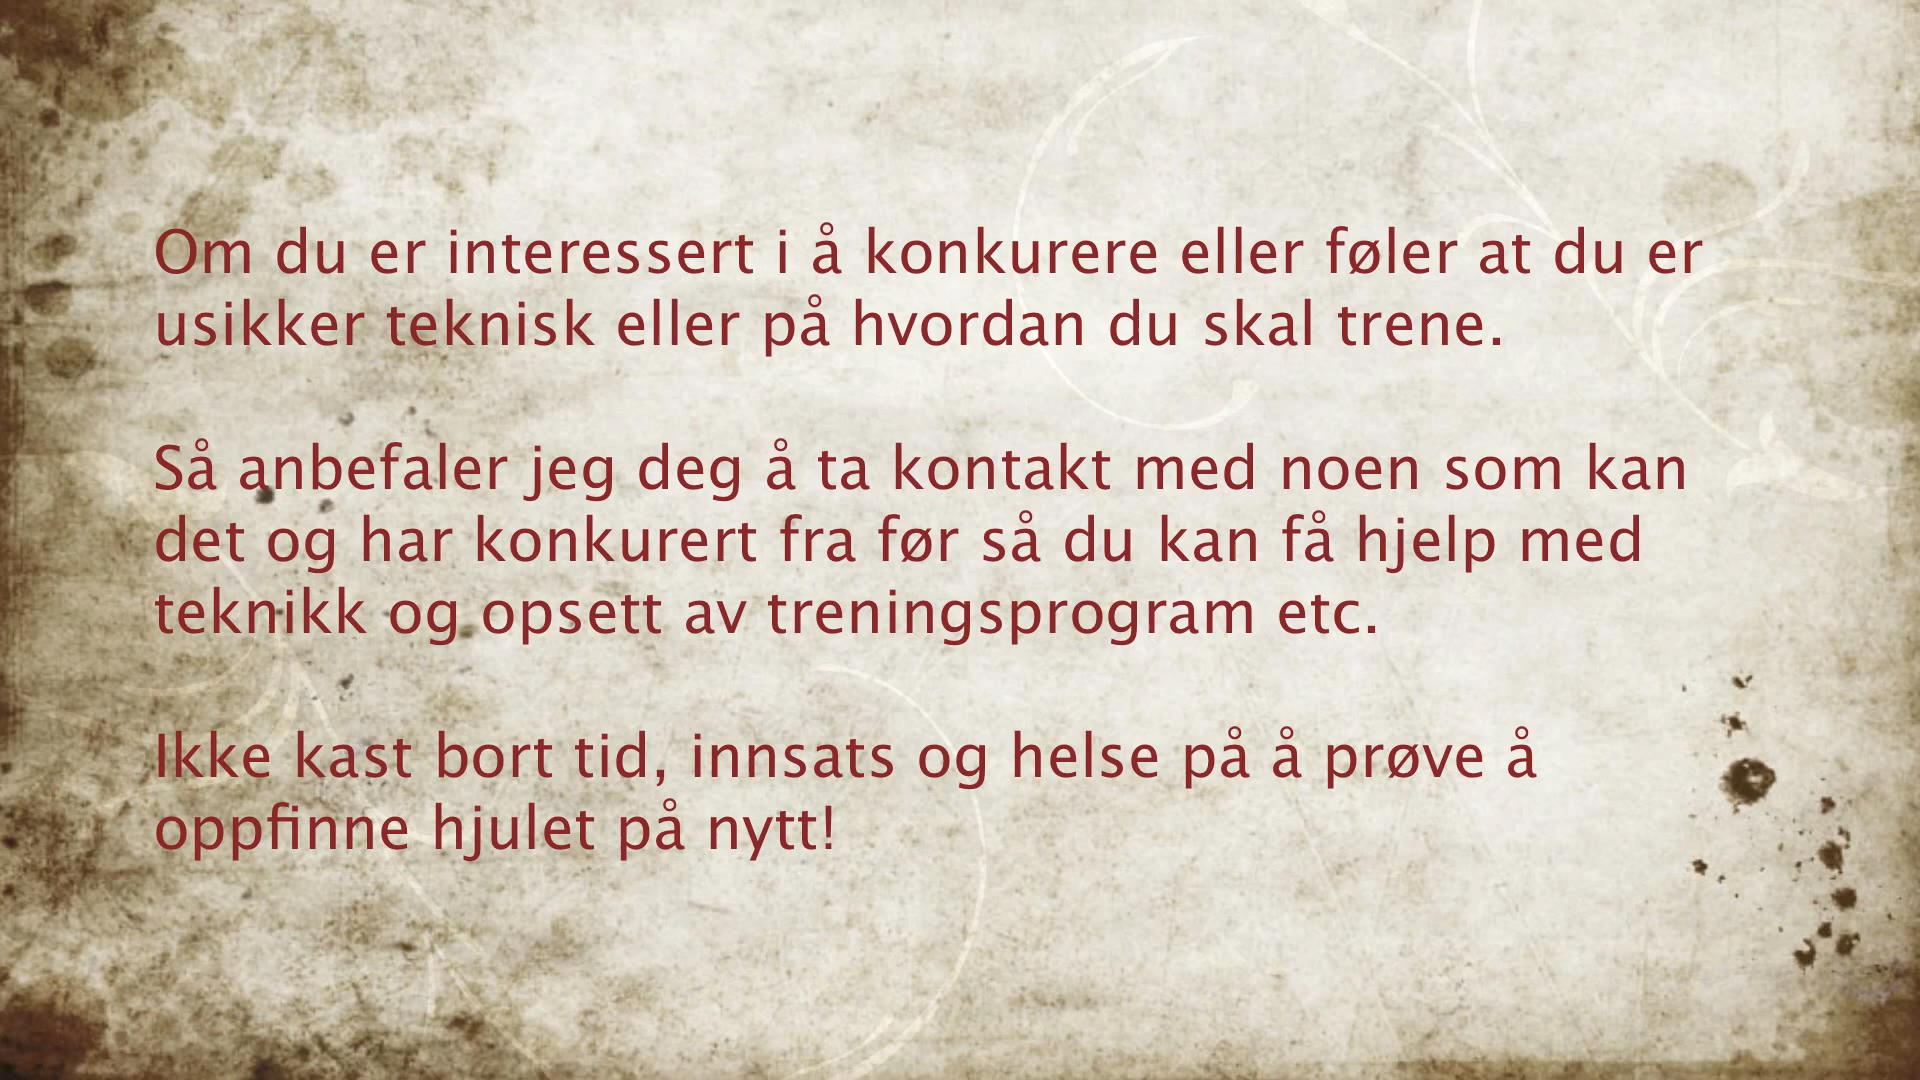 Om du er interessert i å konkurere eller føler at du er
usikker teknisk eller på hvordan du skal trene.
Så anbefaler jeg deg å ta kontakt med noen som kan
det og har konkurert fra før så du kan få hjelp med
teknikk og opsett av treningsprogram etc.
Ikke kast bort tid, innsats og helse på å prøve å
oppfinne hjulet på nytt!